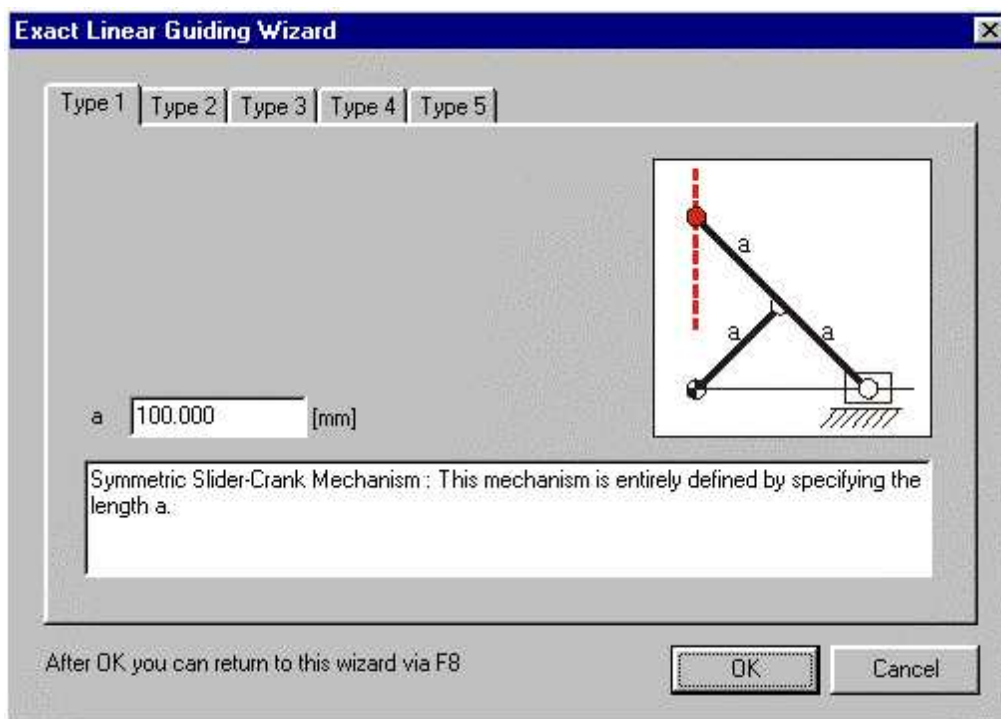 Exact Linear Guiding Wizard
Type 1 Type 2 Type 3 Type 4 Type 5
a
a a
a 100.000 [mm]
Symmetric Slider-Crank Mechanism : This mechanism is entirely defined by specifying the
length a.
After OK you can return to this wizard via F8 OK Cancel